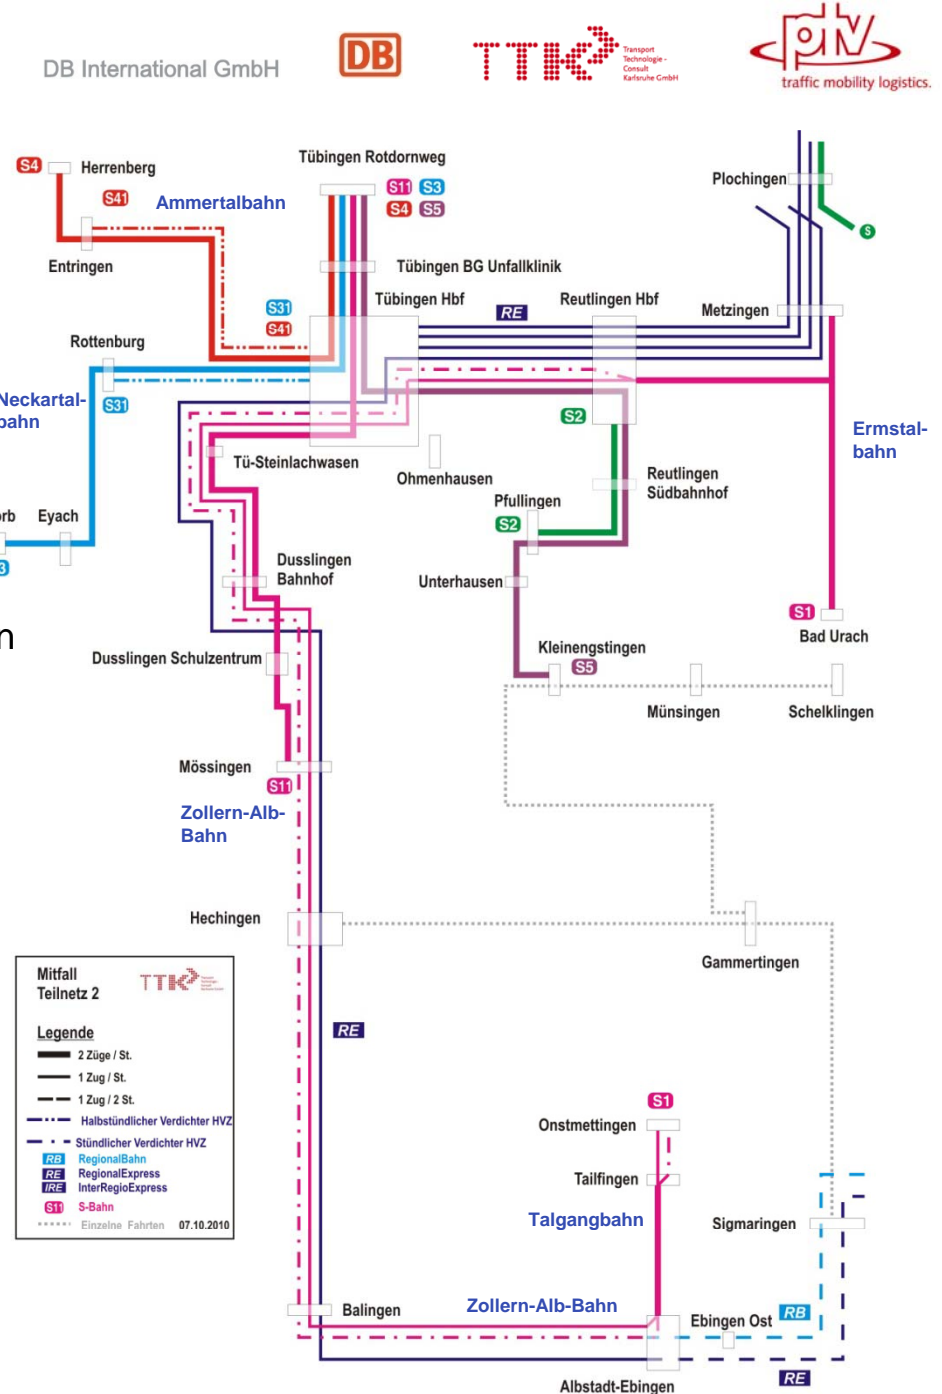 DB International GmbH
DB
TTK
Transport
Technologie -
Consult
Karlsruhe GmbH
ptv
traffic mobility logistics.
S4
Herrenberg
S41
Ammertalbahn
Entringen
Tübingen Rotdornweg
S11 S3
S4 S5
Plochingen
S
Tübingen BG Unfallklinik
Tübingen Hbf
Reutlingen Hbf
Metzingen
RE
S31
S41
Rottenburg
S31
Neckartal-
bahn
S2
Ermstal-
bahn
Tü-Steinlachwasen
Ohmenhausen
Reutlingen
Südbahnhof
Pfullingen
S2
orb
Eyach
3
Dusslingen
Bahnhof
Unterhausen
S1
Bad Urach
n
Dusslingen Schulzentrum
Kleinengstingen
S5
Münsingen
Schelklingen
Mössingen
S11
Zollern-Alb-
Bahn
Hechingen
Gammertingen
Mitfall
Teilnetz 2
TTK
Legende
2 Züge / St.
1 Zug / St.
1 Zug / 2 St.
Halbstündlicher Verdichter HVZ
Stündlicher Verdichter HVZ
RB RegionalBahn
RE RegionalExpress
IRE InterRegioExpress
S11 S-Bahn
Einzelne Fahrten 07.10.2010
RE
S1
Onstmettingen
Tailfingen
Talgangbahn
Sigmaringen
Balingen
Zollern-Alb-Bahn
Ebingen Ost
RB
RE
Albstadt-Ebingen